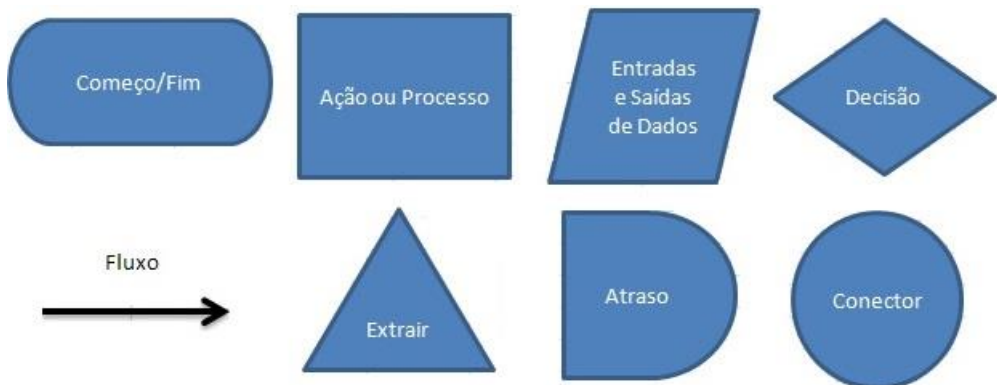 Começo/Fim
Ação ou Processo
Entradas
e Saídas
de Dados
Decisão
Fluxo
Extrair
Atraso
Conector